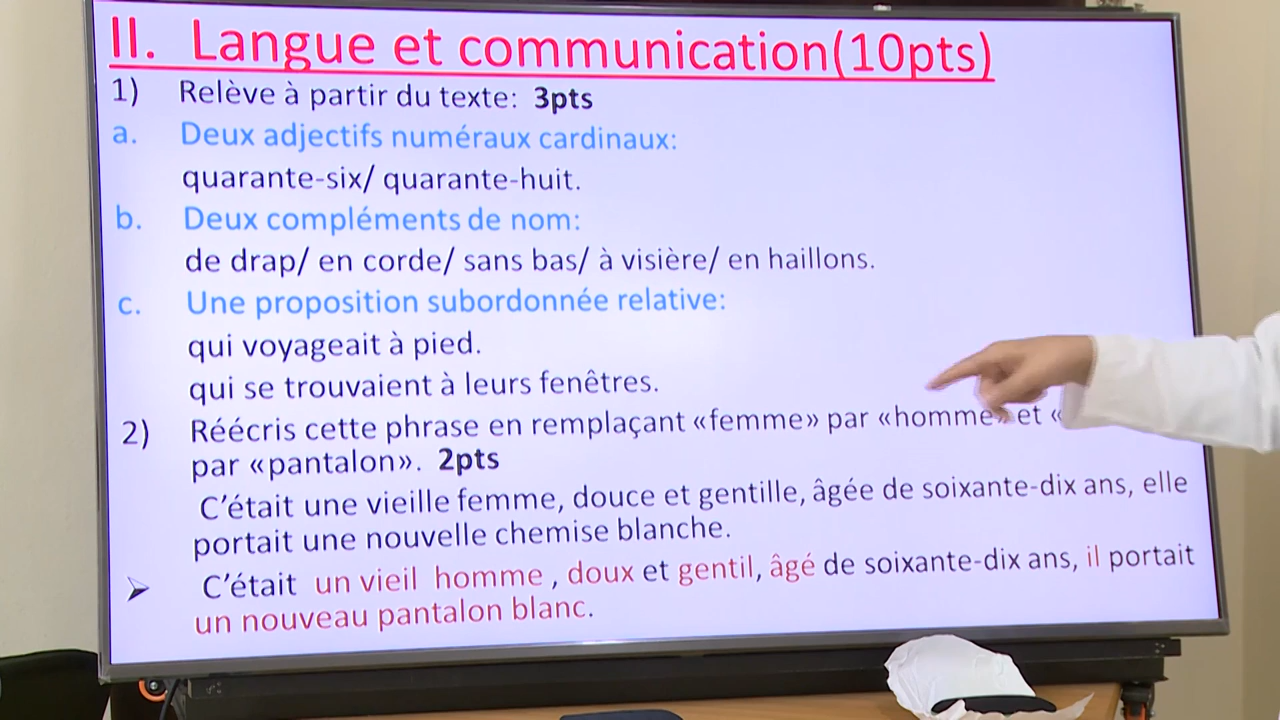 II. Langue et communication(10pts)
1) Relève à partir du texte: 3pts
a. Deux adjectifs numéraux cardinaux:
quarante-six/ quarante-huit.
b. Deux compléments de nom:
de drap/ en corde/ sans bas/ à visière/ en haillons.
c. Une proposition subordonnée relative:
qui voyageait à pied.
qui se trouvaient à leurs fenêtres.
2) Réécris cette phrase en remplaçant «femme» par «homme» et «
par «pantalon». 2pts
C’était une vieille femme, douce et gentille, âgée de soixante-dix ans, elle
portait une nouvelle chemise blanche.
➢ C’était un vieil homme , doux et gentil, âgé de soixante-dix ans, il portait
un nouveau pantalon blanc.